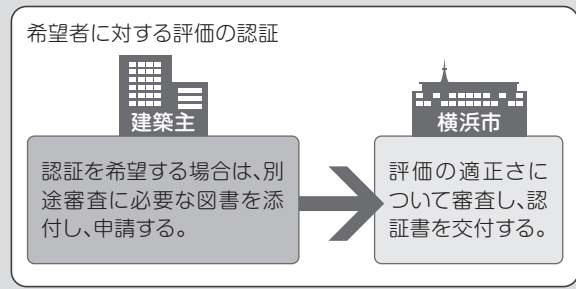 希望者に対する評価の認証
建築主
認証を希望する場合は、別
途審査に必要な図書を添
付し、申請する。
横浜市
評価の適正さに
ついて審査し、認
証書を交付する。